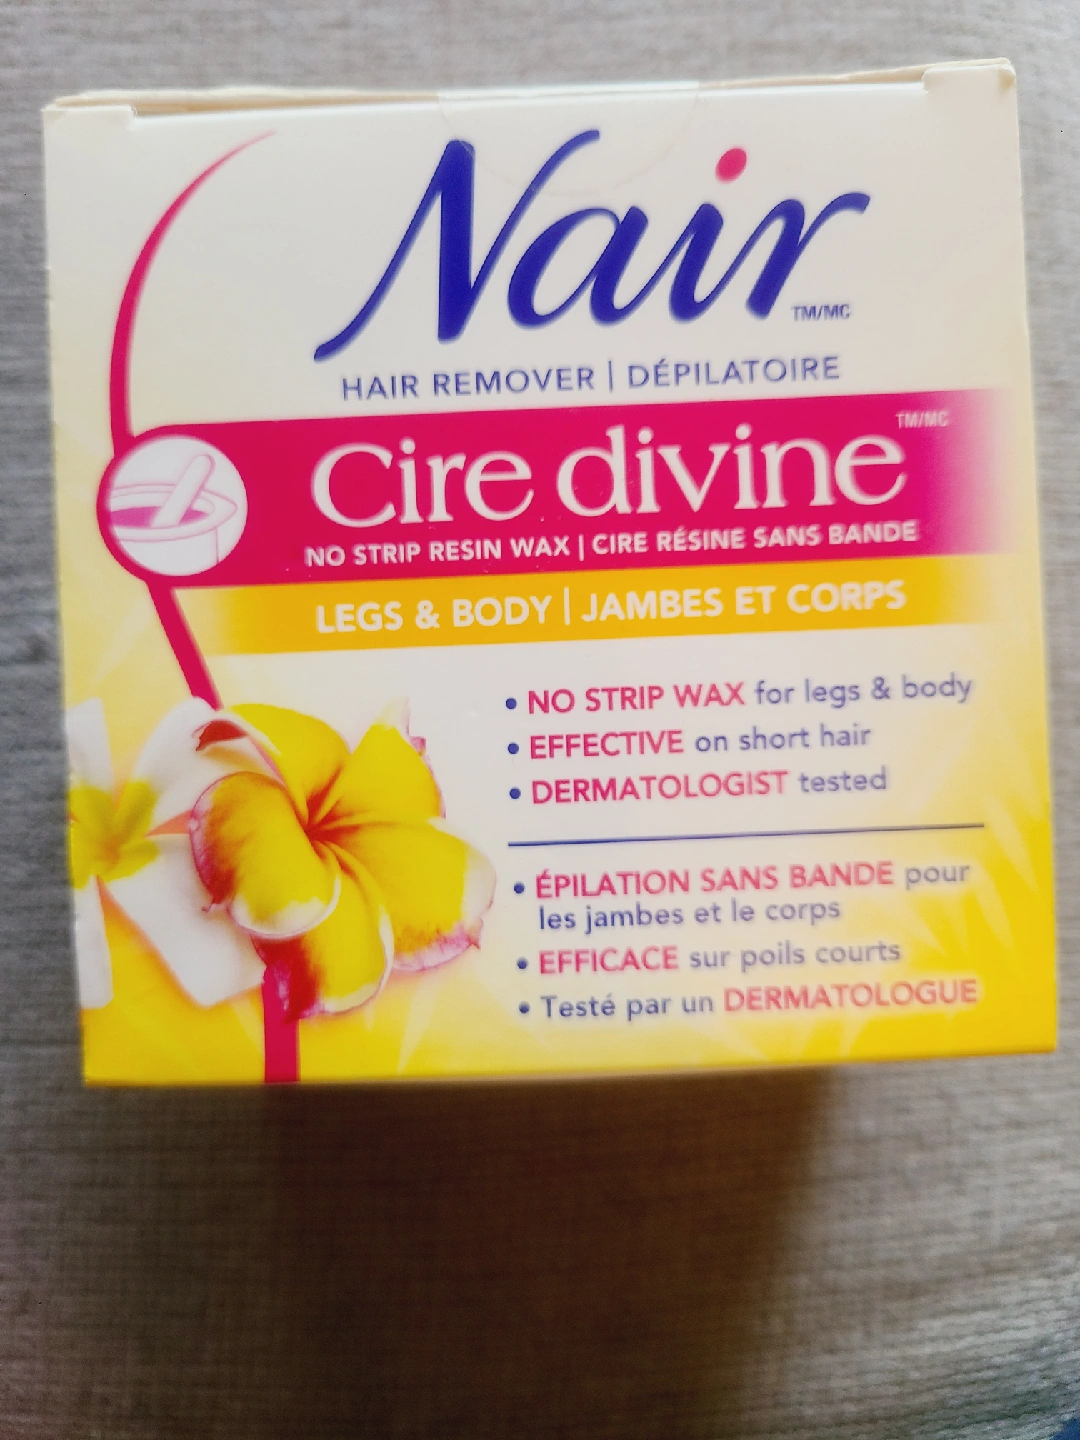 Nair
TM/MC
HAIR REMOVER | DÉPILATOIRE
Cire divine TM/MC
NO STRIP RESIN WAX | CIRE RÉSINE SANS BANDE
LEGS & BODY | JAMBES ET CORPS
• NO STRIP WAX for legs & body
• EFFECTIVE on short hair
• DERMATOLOGIST tested
• ÉPILATION SANS BANDE pour
les jambes et le corps
• EFFICACE sur poils courts
• Testé par un DERMATOLOGUE